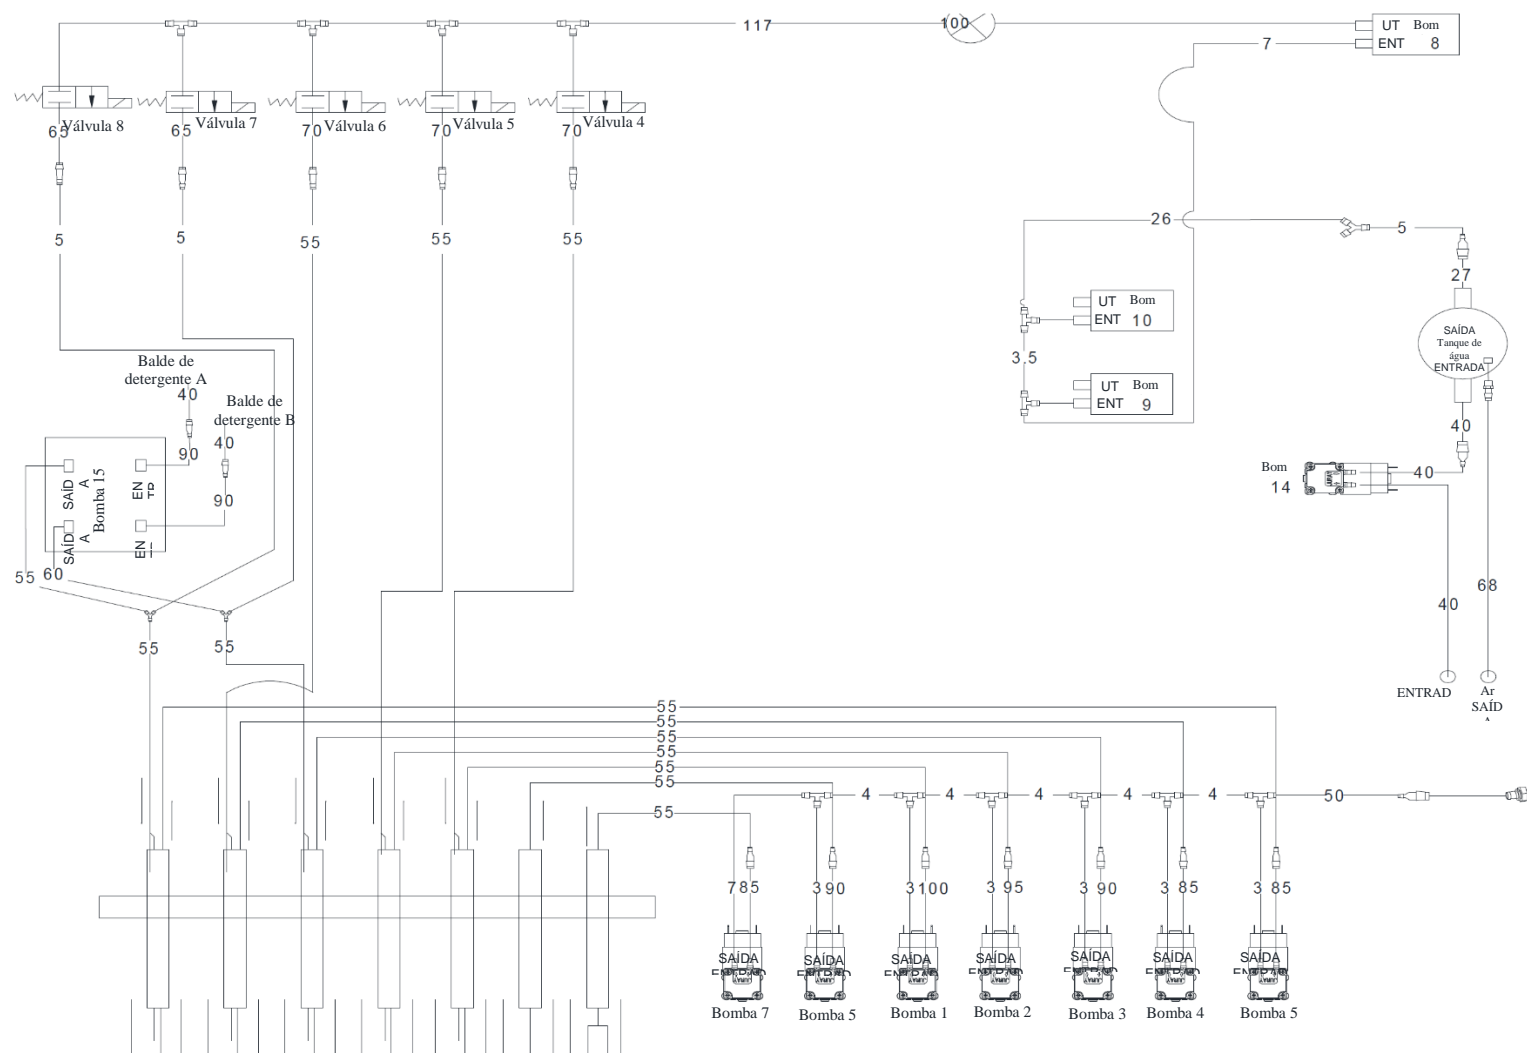 117
100
UT Bom
ENT 8
7
65
Válvula 8
65
Válvula 7
70
Válvula 6
70
Válvula 5
70
Válvula 4
5
5
55
55
55
26
5
27
UT Bom
ENT 10
3.5
UT Bom
ENT 9
SAÍDA
Tanque de
água
ENTRADA
40
Bom
14
40
40
68
ENTRAD
Ar
SAÍD
Balde de
detergente A
40
Balde de
detergente B
40
90
90
SAÍD
A
Bomba 15
EN
SAÍD
A
EN
55
60
55
55
55
55
55
55
55
55
55
4
4
4
4
4
50
7
85
3
90
3
100
3
95
3
90
3
85
3
85
SAÍDA
SAÍDA
SAÍDA
SAÍDA
SAÍDA
SAÍDA
SAÍDA
Bomba 7
Bomba 5
Bomba 1
Bomba 2
Bomba 3
Bomba 4
Bomba 5